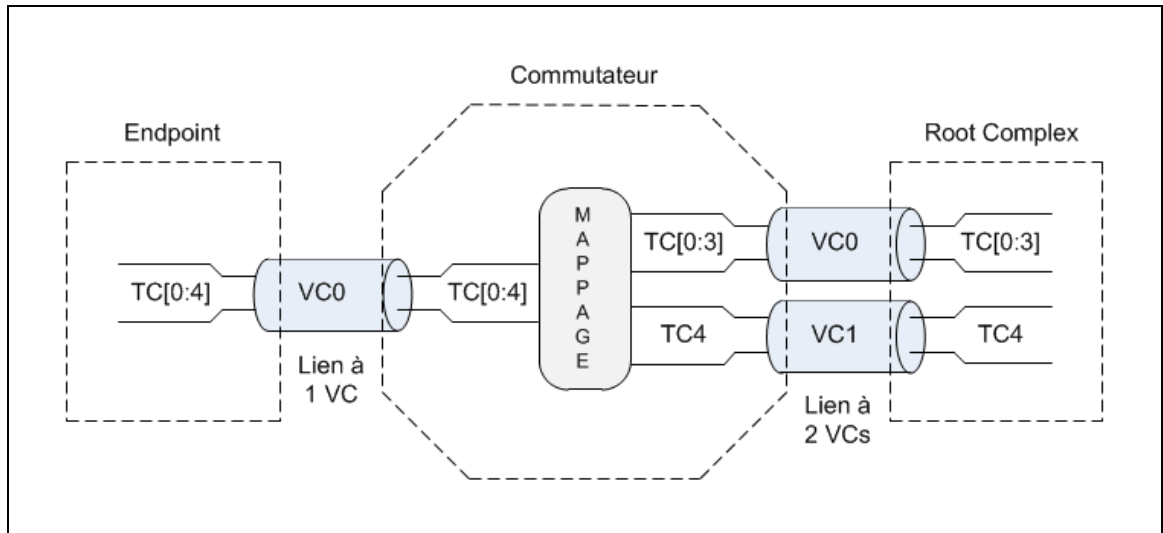 Commutateur
Endpoint
Root Complex
TC[0:4]
VC0
TC[0:4]
MAPPAGE
TC[0:3]
VC0
TC[0:3]
TC4
VC1
TC4
Lien à
1 VC
Lien à
2 VCs